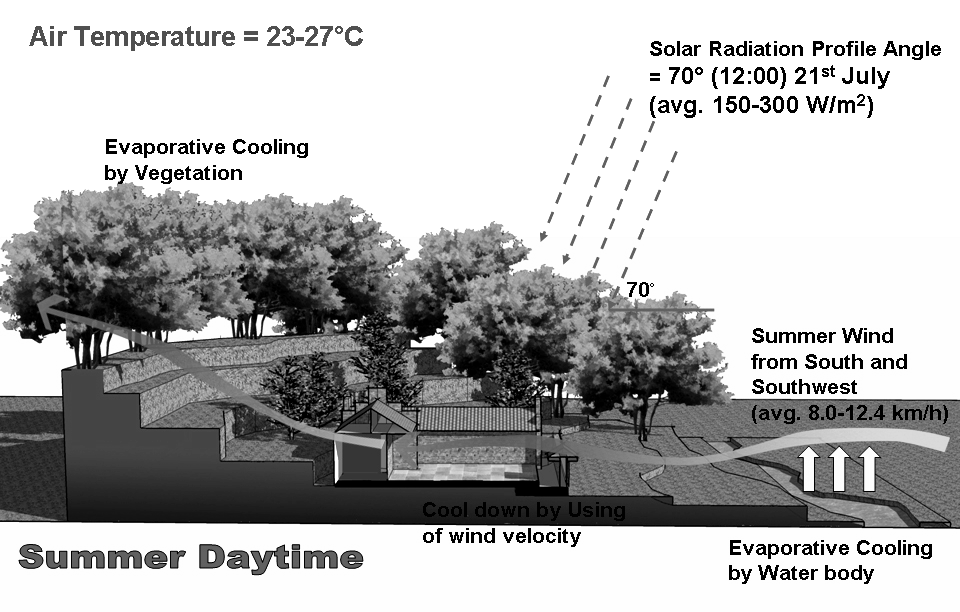 Air Temperature = 23-27°C
Solar Radiation Profile Angle
= 70° (12:00) 21st July
(avg. 150-300 W/m²)
Evaporative Cooling
by Vegetation
70°
Summer Wind
from South and
Southwest
(avg. 8.0-12.4 km/h)
Cool down by Using
of wind velocity
Summer Daytime
Evaporative Cooling
by Water body